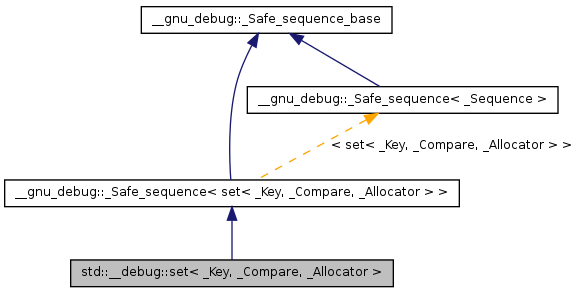 __gnu_debug::_Safe_sequence_base
__gnu_debug::_Safe_sequence< _Sequence >
< set< _Key, _Compare, _Allocator > >
__gnu_debug::_Safe_sequence< set< _Key, _Compare, _Allocator > >
std::__debug::set< _Key, _Compare, _Allocator >